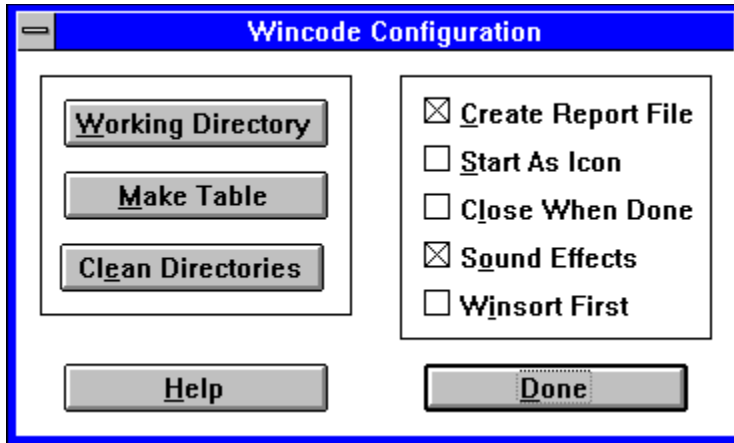 Wincode Configuration
Working Directory
Make Table
Clean Directories
Create Report File
Start As Icon
Close When Done
Sound Effects
Winsort First
Help
Done